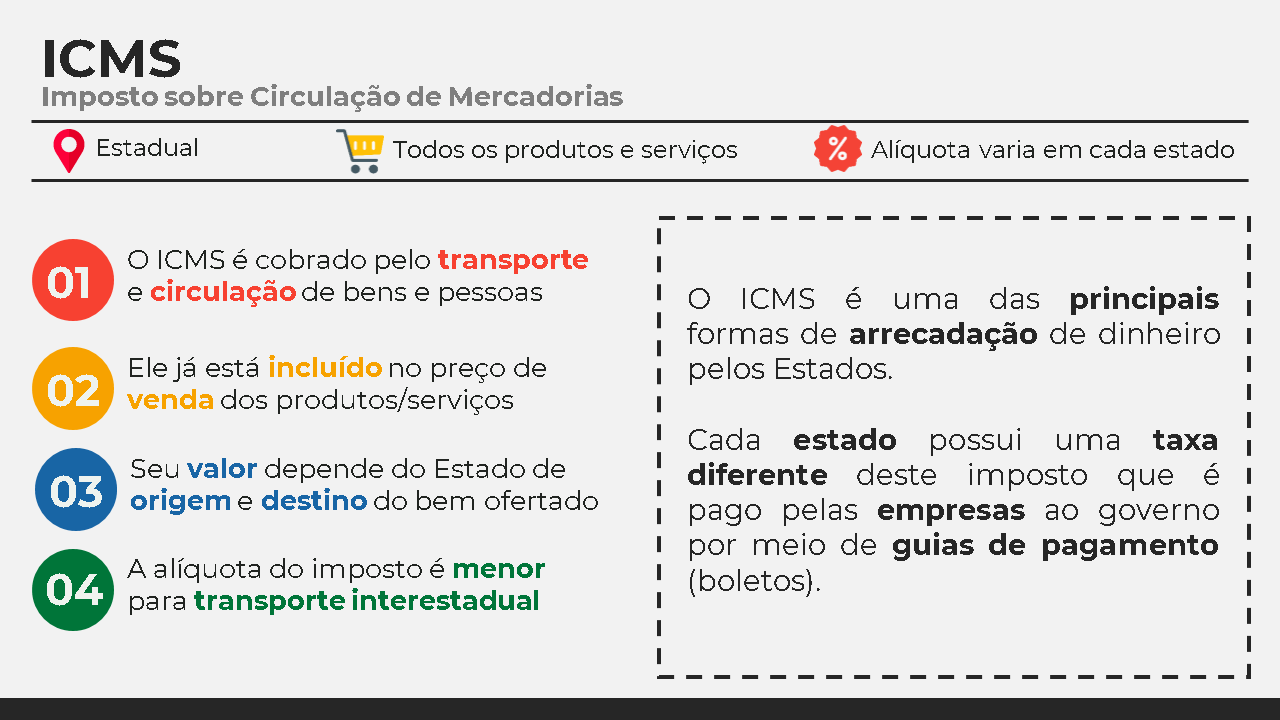 ICMS
Imposto sobre Circulação de Mercadorias
Estadual
Todos os produtos e serviços
Alíquota varia em cada estado
01
O ICMS é cobrado pelo transporte
e circulação de bens e pessoas
02
Ele já está incluído no preço de
venda dos produtos/serviços
03
Seu valor depende do Estado de
origem e destino do bem ofertado
04
A alíquota do imposto é menor
para transporte interestadual
O ICMS é uma das principais
formas de arrecadação de dinheiro
pelos Estados.
Cada estado possui uma taxa
diferente deste imposto que é
pago pelas empresas ao governo
por meio de guias de pagamento
(boletos).